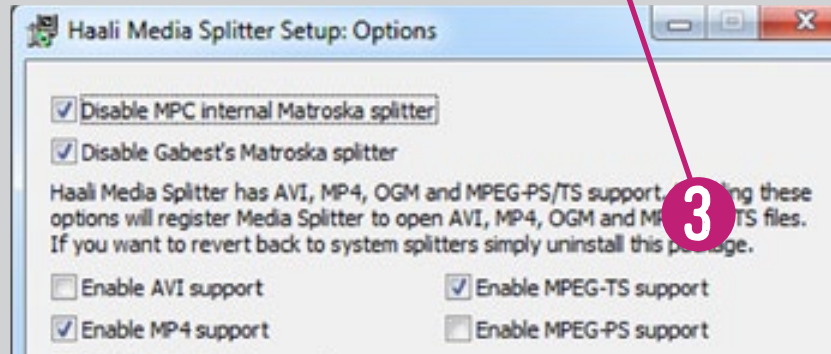 Haali Media Splitter Setup: Options
Disable MPC internal Matroska splitter
Disable Gabest's Matroska splitter
Haali Media Splitter has AVI, MP4, OGM and MPEG-PS/TS support. these
options will register Media Splitter to open AVI, MP4, OGM and files.
If you want to revert back to system splitters simply uninstall this package.
3
Enable AVI support
Enable MPEG-TS support
Enable MP4 support
Enable MPEG-PS support